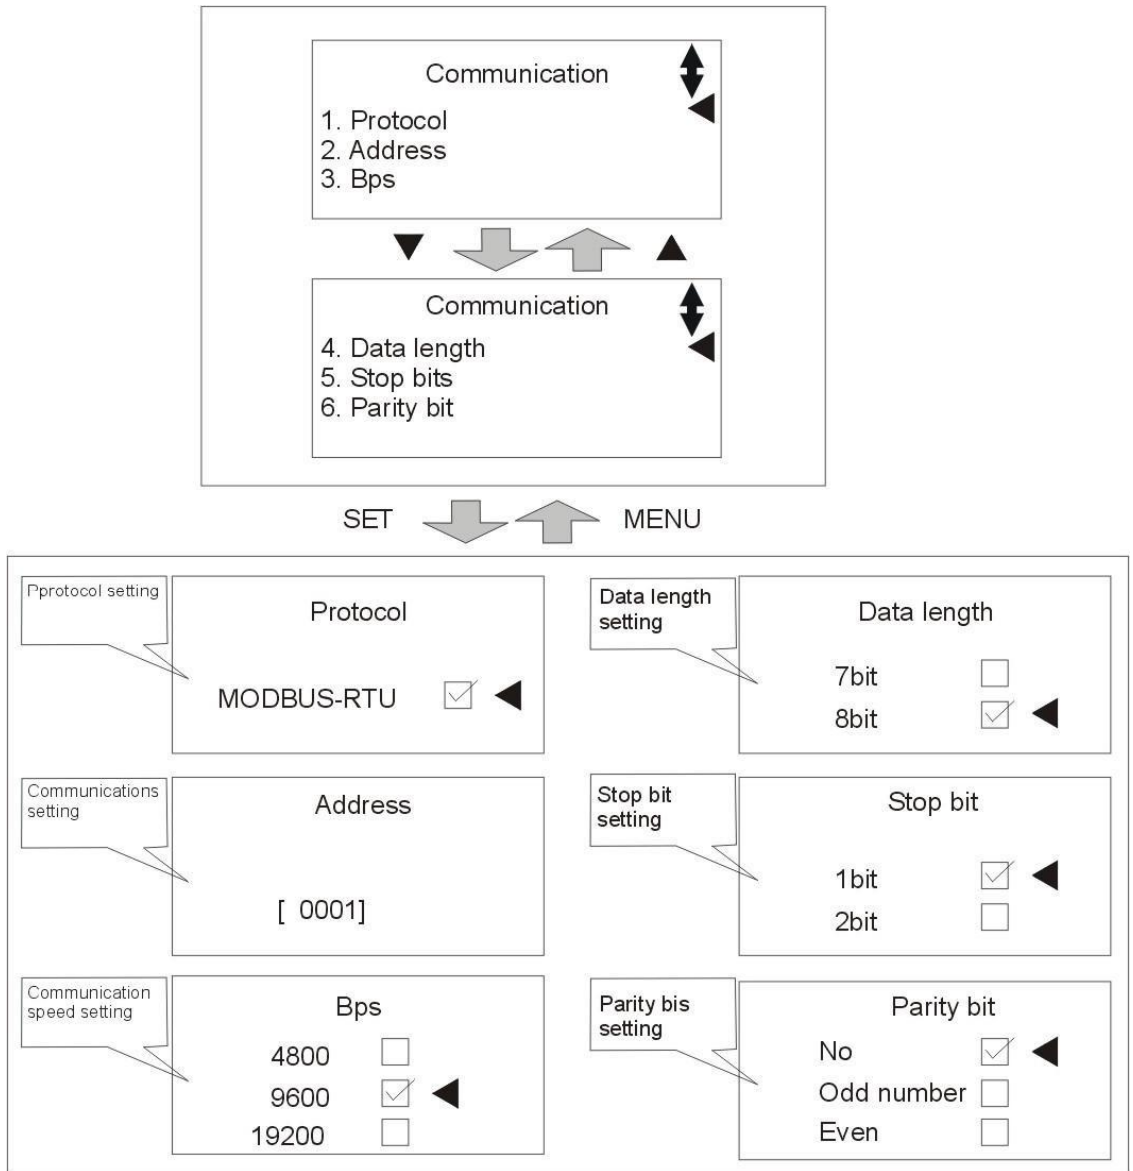 Communication
1. Protocol
2. Address
3. Bps
Communication
4. Data length
5. Stop bits
6. Parity bit
SET
MENU
Pprotocol setting
Protocol
MODBUS-RTU
Communications
setting
Address
[ 0001]
Communication
speed setting
Bps
4800
9600
19200
Data length
setting
Data length
7bit
8bit
Stop bit
setting
Stop bit
1bit
2bit
Parity bis
setting
Parity bit
No
Odd number
Even